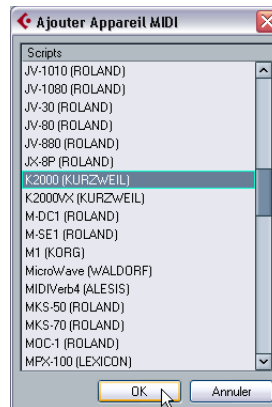 Ajouter Appareil MIDI
Scripts
JV-1010 (ROLAND)
JV-1080 (ROLAND)
JV-30 (ROLAND)
JV-80 (ROLAND)
JV-880 (ROLAND)
JX-8P (ROLAND)
K2000 (KURZWEIL)
K2000VX (KURZWEIL)
M-DC1 (ROLAND)
M-SE1 (ROLAND)
M1 (KORG)
MicroWave (WALDORF)
MIDIVerb4 (ALESIS)
MKS-50 (ROLAND)
MKS-70 (ROLAND)
MOC-1 (ROLAND)
MPX-100 (LEXICON)
OK Annuler